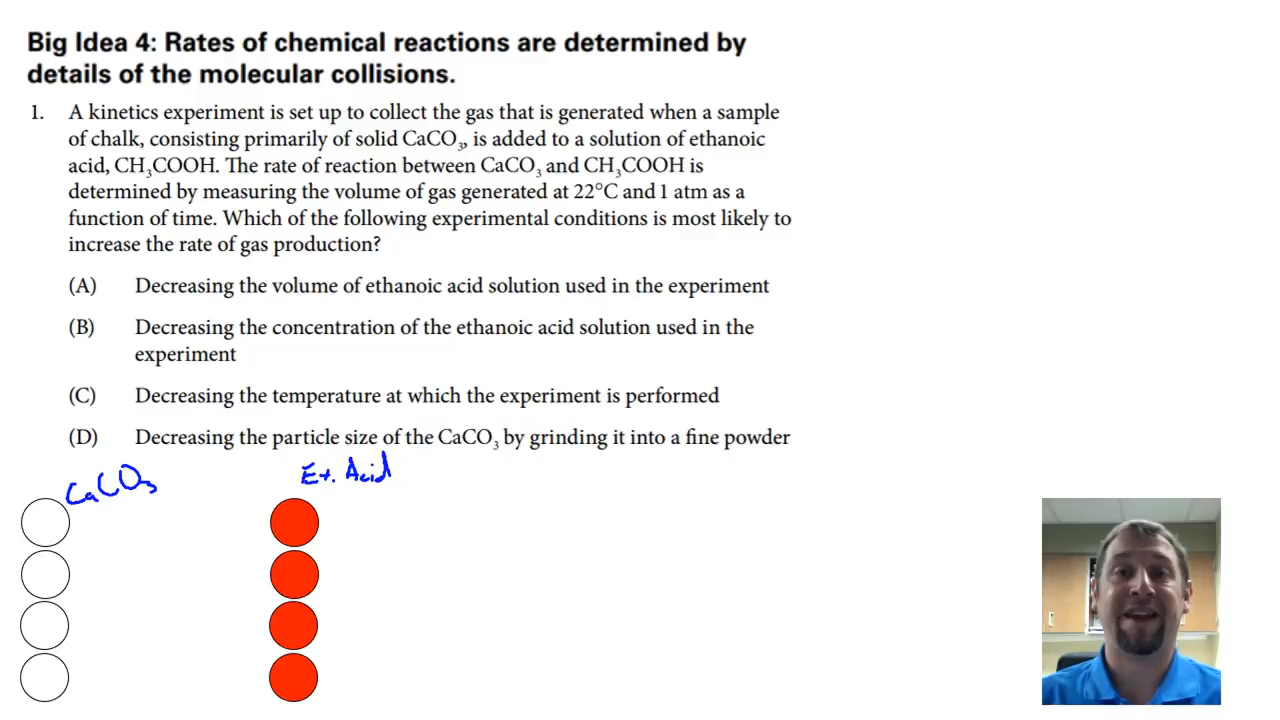 Big Idea 4: Rates of chemical reactions are determined by
details of the molecular collisions.
1. A kinetics experiment is set up to collect the gas that is generated when a sample
of chalk, consisting primarily of solid CaCO₃, is added to a solution of ethanoic
acid, CH₃COOH. The rate of reaction between CaCO₃ and CH₃COOH is
determined by measuring the volume of gas generated at 22°C and 1 atm as a
function of time. Which of the following experimental conditions is most likely to
increase the rate of gas production?
(A) Decreasing the volume of ethanoic acid solution used in the experiment
(B) Decreasing the concentration of the ethanoic acid solution used in the
experiment
(C) Decreasing the temperature at which the experiment is performed
(D) Decreasing the particle size of the CaCO₃ by grinding it into a fine powder
CaCO₃ Et. Acid